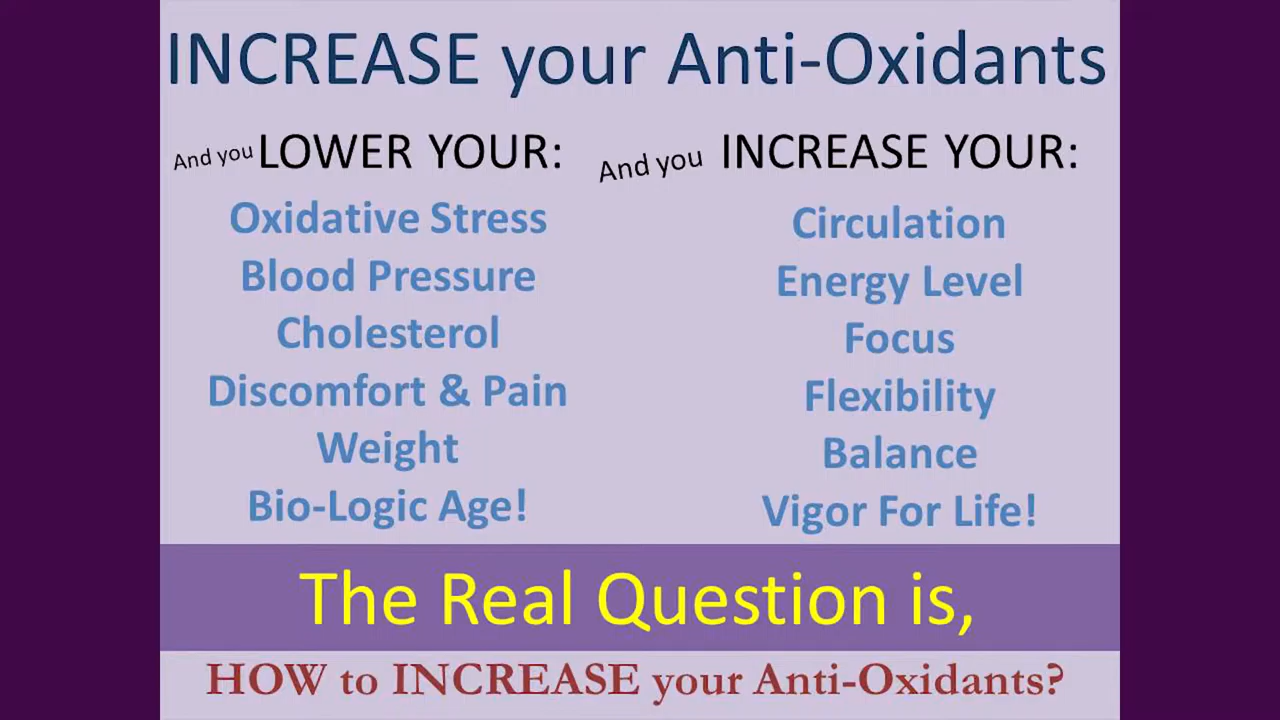 INCREASE your Anti-Oxidants
And you LOWER YOUR:
Oxidative Stress
Blood Pressure
Cholesterol
Discomfort & Pain
Weight
Bio-Logic Age!
And you INCREASE YOUR:
Circulation
Energy Level
Focus
Flexibility
Balance
Vigor For Life!
The Real Question is,
HOW to INCREASE your Anti-Oxidants?